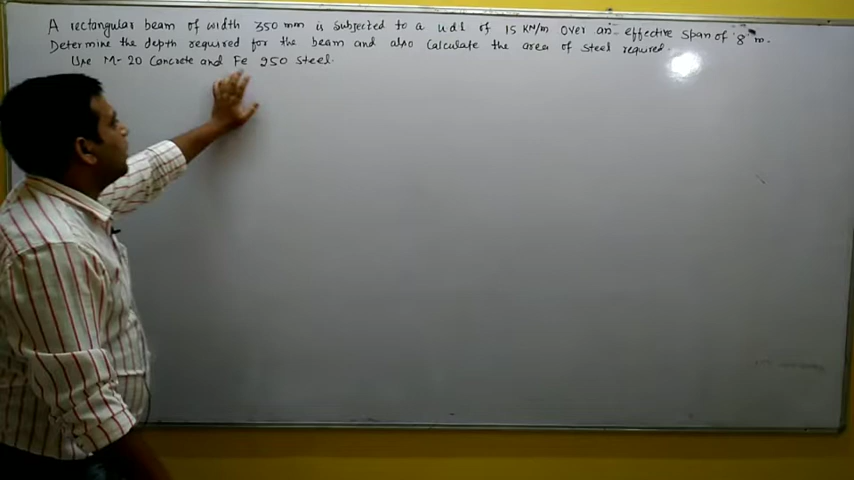 A rectangular beam of width 350 mm is subjected to a udl of 15 KN/m over an effective span of 8 m.
Determine the depth required for the beam and also calculate the area of steel required.
Use M-20 Concrete and Fe 250 steel.